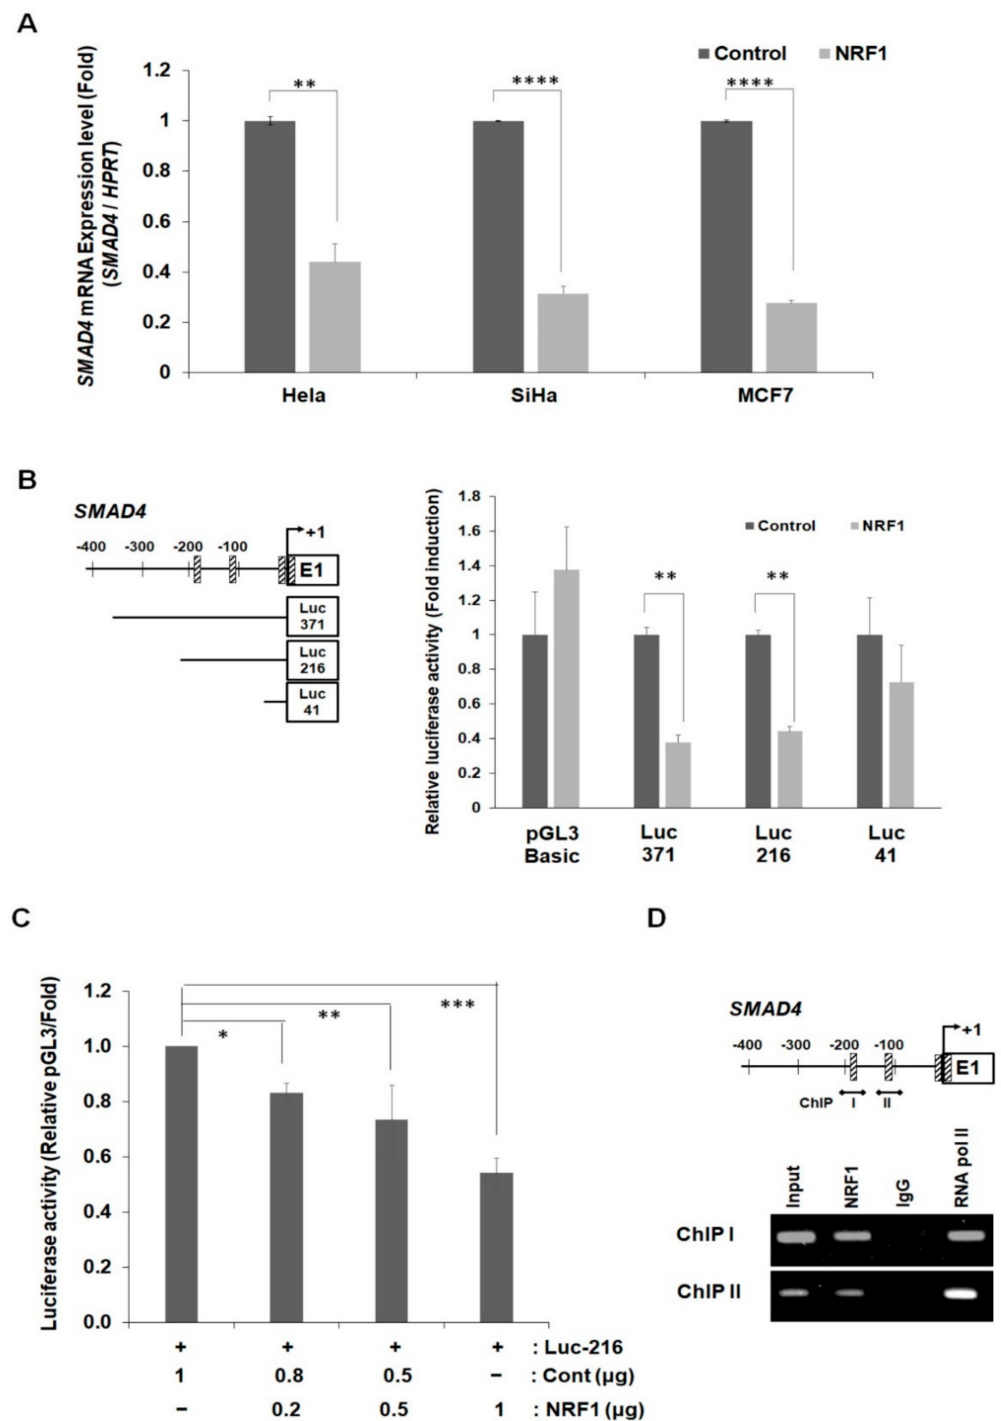 A
Control NRF1
SMAD4 mRNA Expression level (Fold)
(SMAD4 / HPRT)
1.2
1
0.8
0.6
0.4
0.2
0
** **** ****
Hela SiHa MCF7
B
SMAD4
-400 -300 -200 -100 +1
E1
Luc
371
Luc
216
Luc
41
Relative luciferase activity (Fold induction)
1.8
1.6
1.4
1.2
1
0.8
0.6
0.4
0.2
0
Control NRF1
** **
pGL3 Luc Luc Luc
Basic 371 216 41
C
Luciferase activity (Relative pGL3/Fold)
1.2
1.0
0.8
0.6
0.4
0.2
0.0
* ** ***
+ + + + : Luc-216
1 0.8 0.5 − : Cont (μg)
− 0.2 0.5 1 : NRF1 (μg)
D
SMAD4
-400 -300 -200 -100 +1
E1
ChIP I II
Input NRF1 IgG RNA pol II
ChIP I
ChIP II